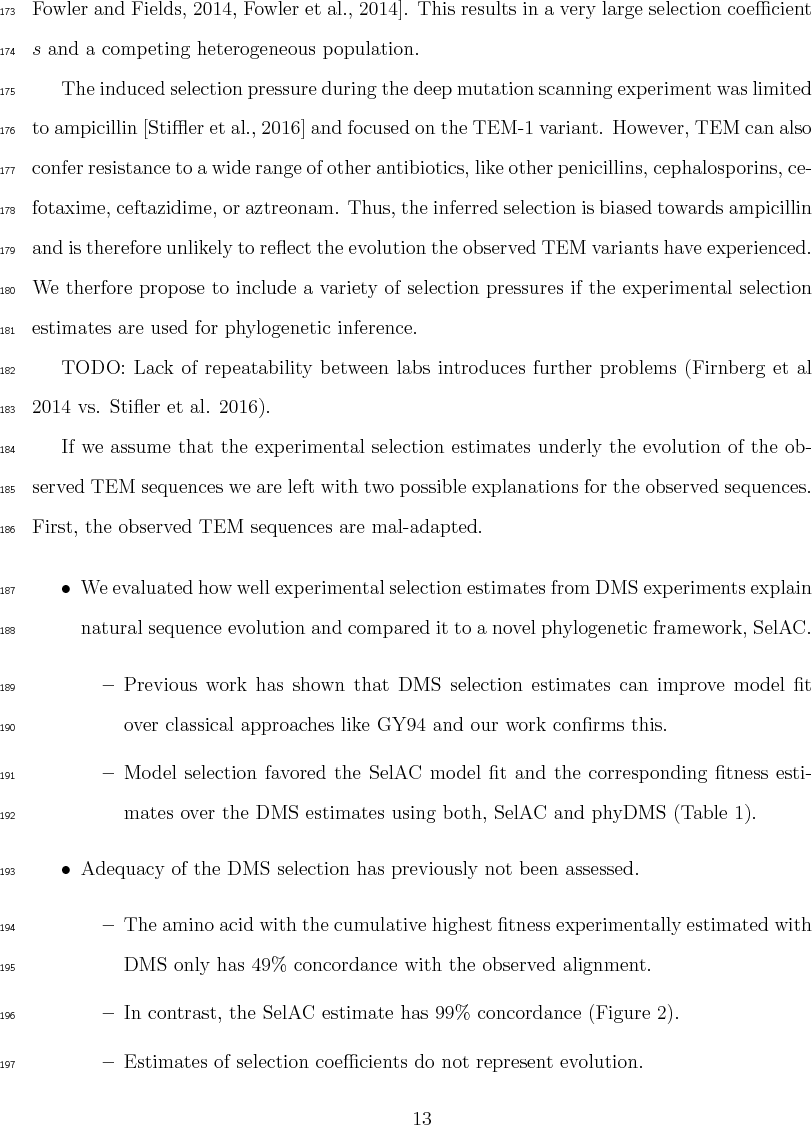 173 Fowler and Fields, 2014, Fowler et al., 2014]. This results in a very large selection coefficient
174 s and a competing heterogeneous population.
175 The induced selection pressure during the deep mutation scanning experiment was limited
176 to ampicillin [Stiffler et al., 2016] and focused on the TEM-1 variant. However, TEM can also
177 confer resistance to a wide range of other antibiotics, like other penicillins, cephalosporins, ce-
178 fotaxime, ceftazidime, or aztreonam. Thus, the inferred selection is biased towards ampicillin
179 and is therefore unlikely to reflect the evolution the observed TEM variants have experienced.
180 We therfore propose to include a variety of selection pressures if the experimental selection
181 estimates are used for phylogenetic inference.
182 TODO: Lack of repeatability between labs introduces further problems (Firnberg et al
183 2014 vs. Stifler et al. 2016).
184 If we assume that the experimental selection estimates underly the evolution of the ob-
185 served TEM sequences we are left with two possible explanations for the observed sequences.
186 First, the observed TEM sequences are mal-adapted.
187 • We evaluated how well experimental selection estimates from DMS experiments explain
188 natural sequence evolution and compared it to a novel phylogenetic framework, SelAC.
189 – Previous work has shown that DMS selection estimates can improve model fit
190 over classical approaches like GY94 and our work confirms this.
191 – Model selection favored the SelAC model fit and the corresponding fitness esti-
192 mates over the DMS estimates using both, SelAC and phyDMS (Table 1).
193 • Adequacy of the DMS selection has previously not been assessed.
194 – The amino acid with the cumulative highest fitness experimentally estimated with
195 DMS only has 49% concordance with the observed alignment.
196 – In contrast, the SelAC estimate has 99% concordance (Figure 2).
197 – Estimates of selection coefficients do not represent evolution.
13